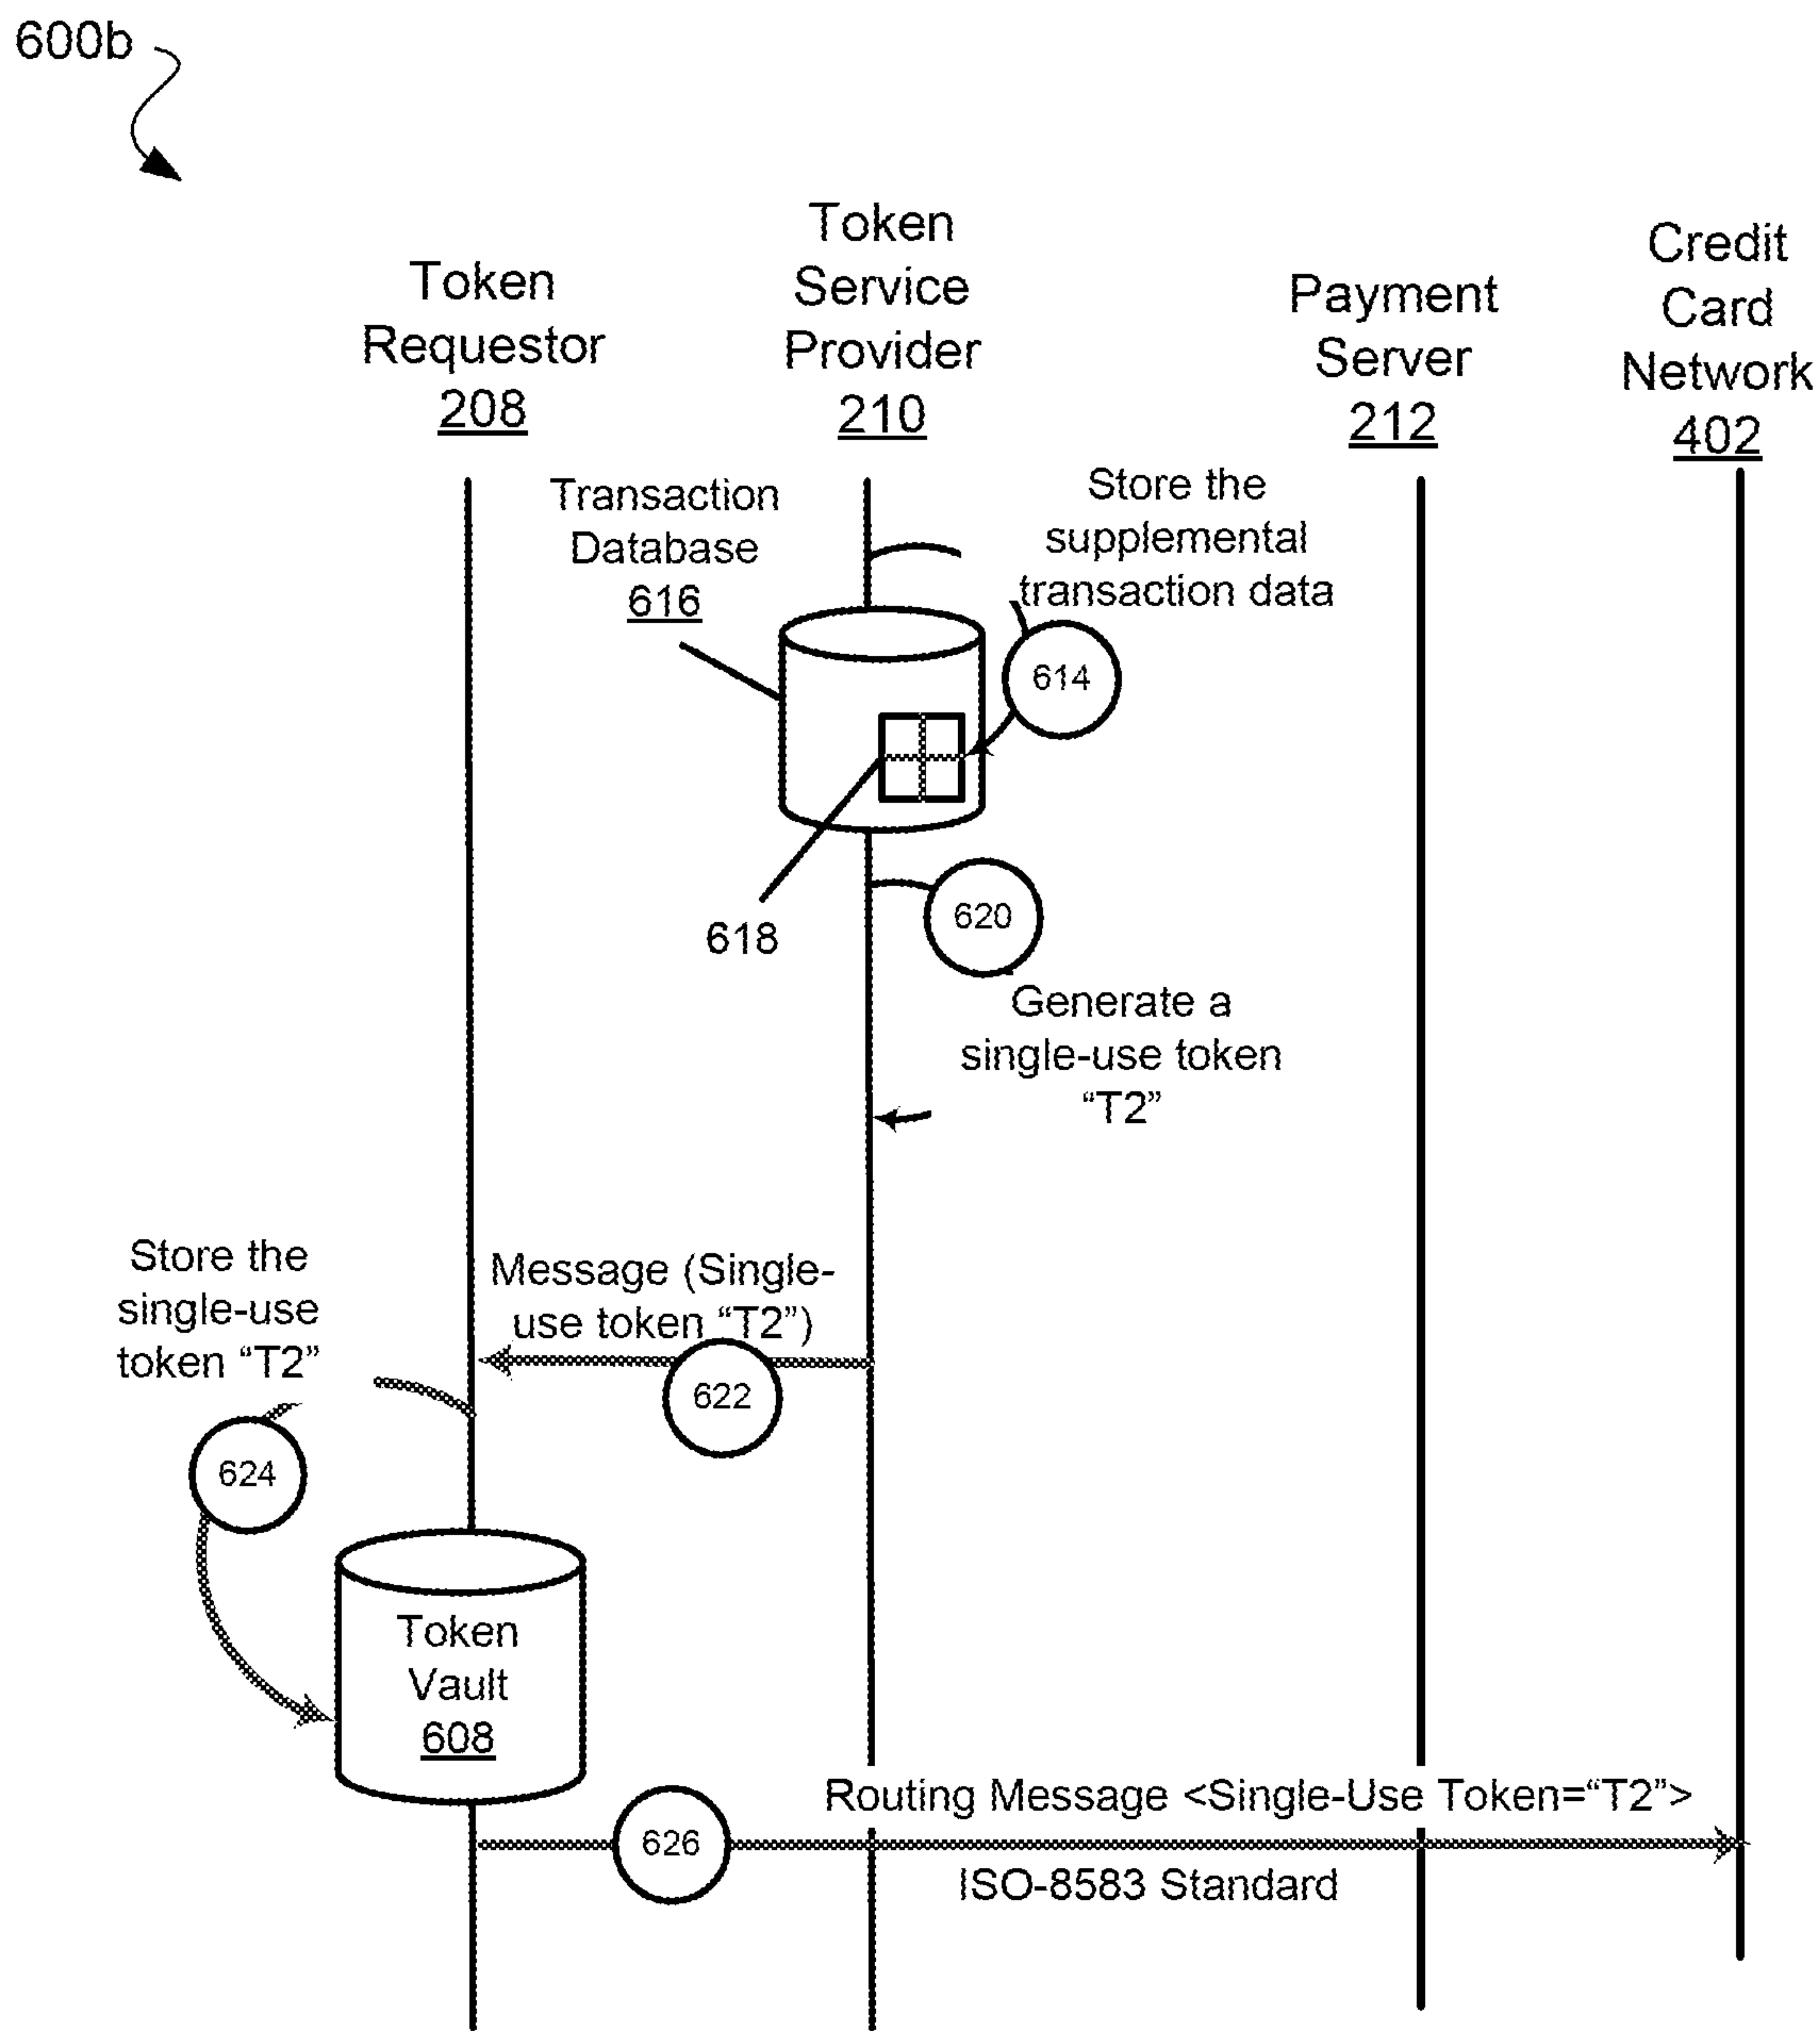 600b
Token
Requestor
208
Token
Service
Provider
210
Payment
Server
212
Credit
Card
Network
402
Transaction
Database
616
Store the
supplemental
transaction data
614
618
620
Generate a
single-use token
“T2”
Message (Single-
use token “T2”)
622
Store the
single-use
token “T2”
624
Token
Vault
608
Routing Message <Single-Use Token=“T2”>
626
ISO-8583 Standard